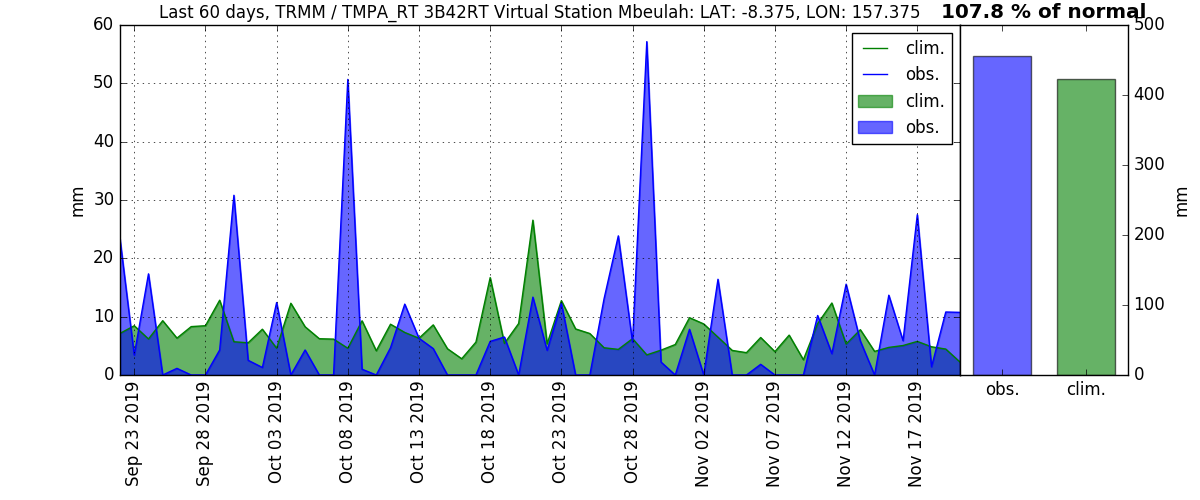 Last 60 days, TRMM / TMPA_RT 3B42RT Virtual Station Mbeulah: LAT: -8.375, LON: 157.375
107.8 % of normal
60
50
40
30
20
10
0
mm
clim.
obs.
clim.
obs.
Sep 23 2019
Sep 28 2019
Oct 03 2019
Oct 08 2019
Oct 13 2019
Oct 18 2019
Oct 23 2019
Oct 28 2019
Nov 02 2019
Nov 07 2019
Nov 12 2019
Nov 17 2019
500
400
300
200
100
0
mm
obs.
clim.